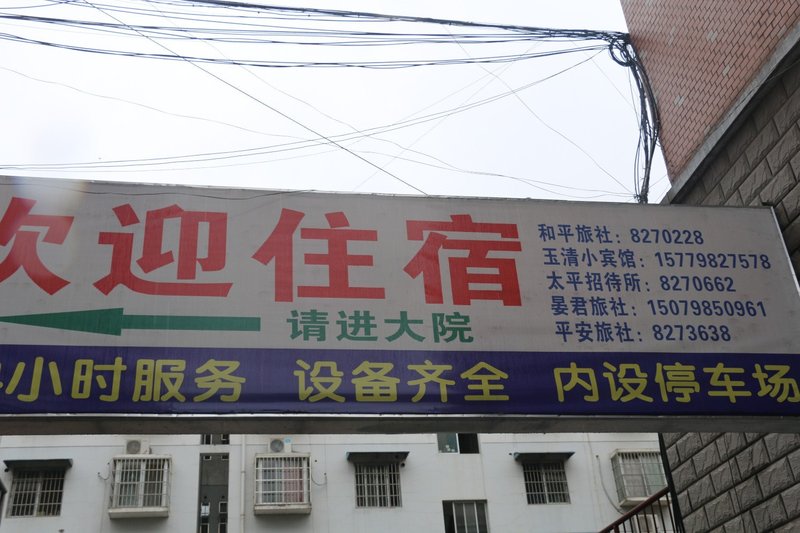 欢迎住宿
请进大院
和平旅社：8270228
玉清小宾馆：15779827578
太平招待所：8270662
晏君旅社：15079850961
平安旅社：8273638
小时服务 设备齐全 内设停车场